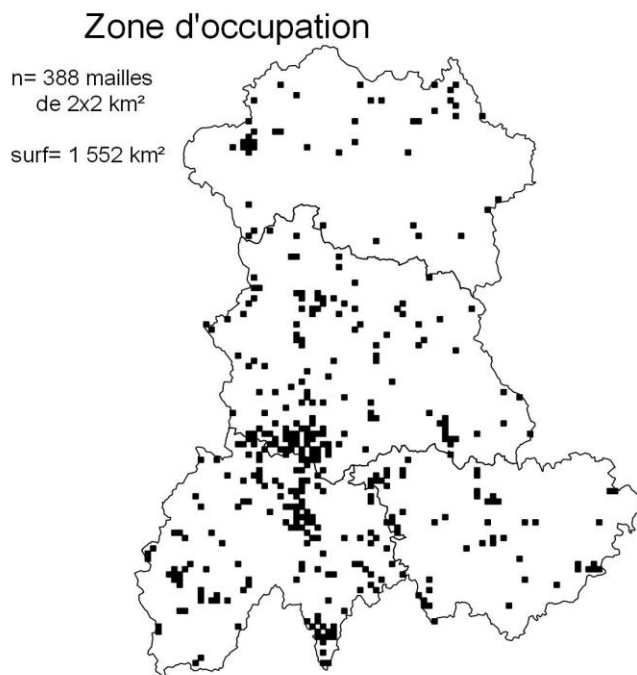 Zone d'occupation
n= 388 mailles
de 2x2 km²
surf= 1 552 km²